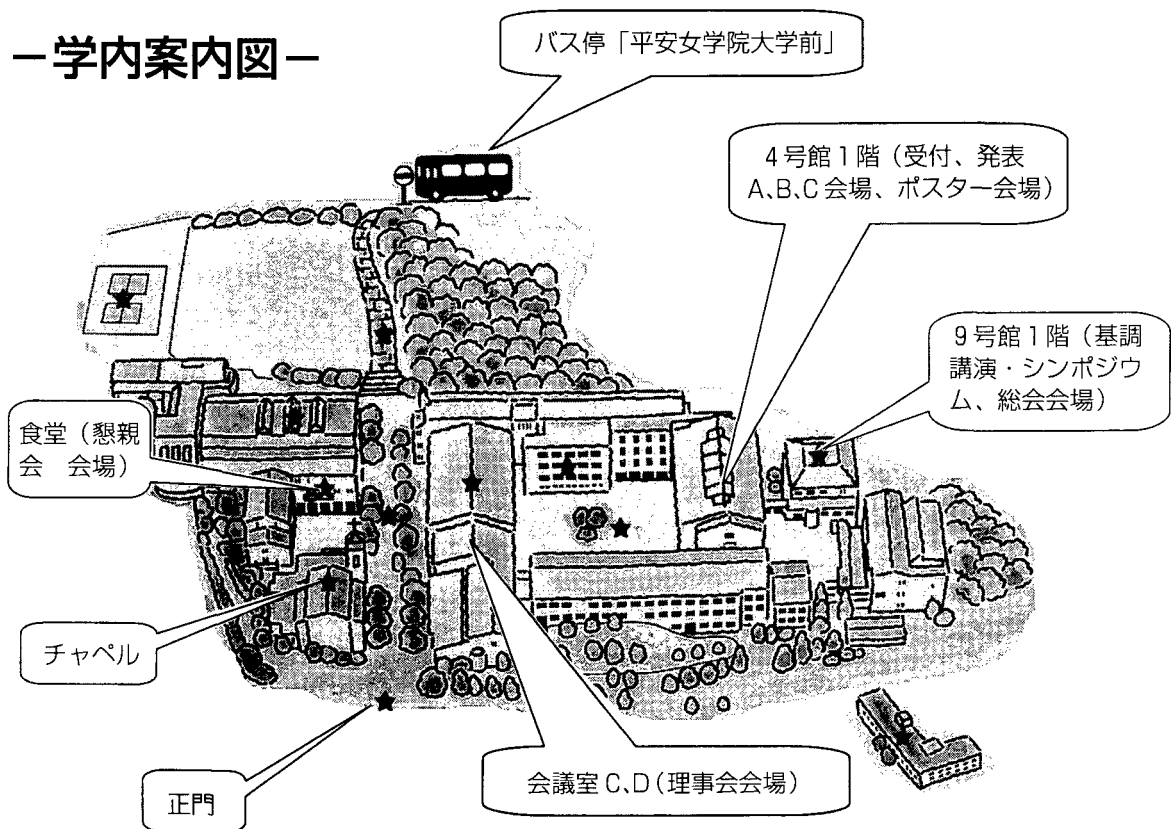 －学内案内図－
バス停「平安女学院大学前」
4号館1階（受付、発表
A、B、C会場、ポスター会場）
9号館1階（基調
講演・シンポジウ
ム、総会会場）
食堂（懇親
会　会場）
チャペル
正門
会議室C、D（理事会会場）